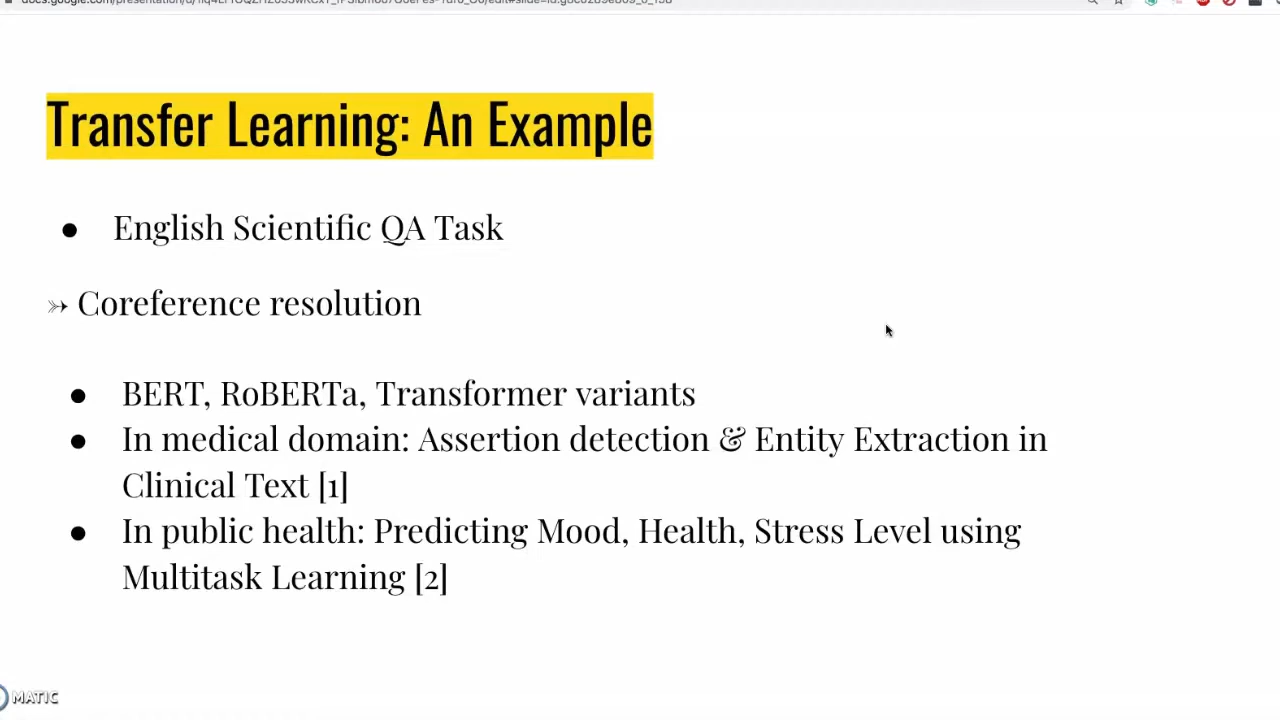 Transfer Learning: An Example
● English Scientific QA Task
➳ Coreference resolution
● BERT, RoBERTa, Transformer variants
● In medical domain: Assertion detection & Entity Extraction in
Clinical Text [1]
● In public health: Predicting Mood, Health, Stress Level using
Multitask Learning [2]
MATIC